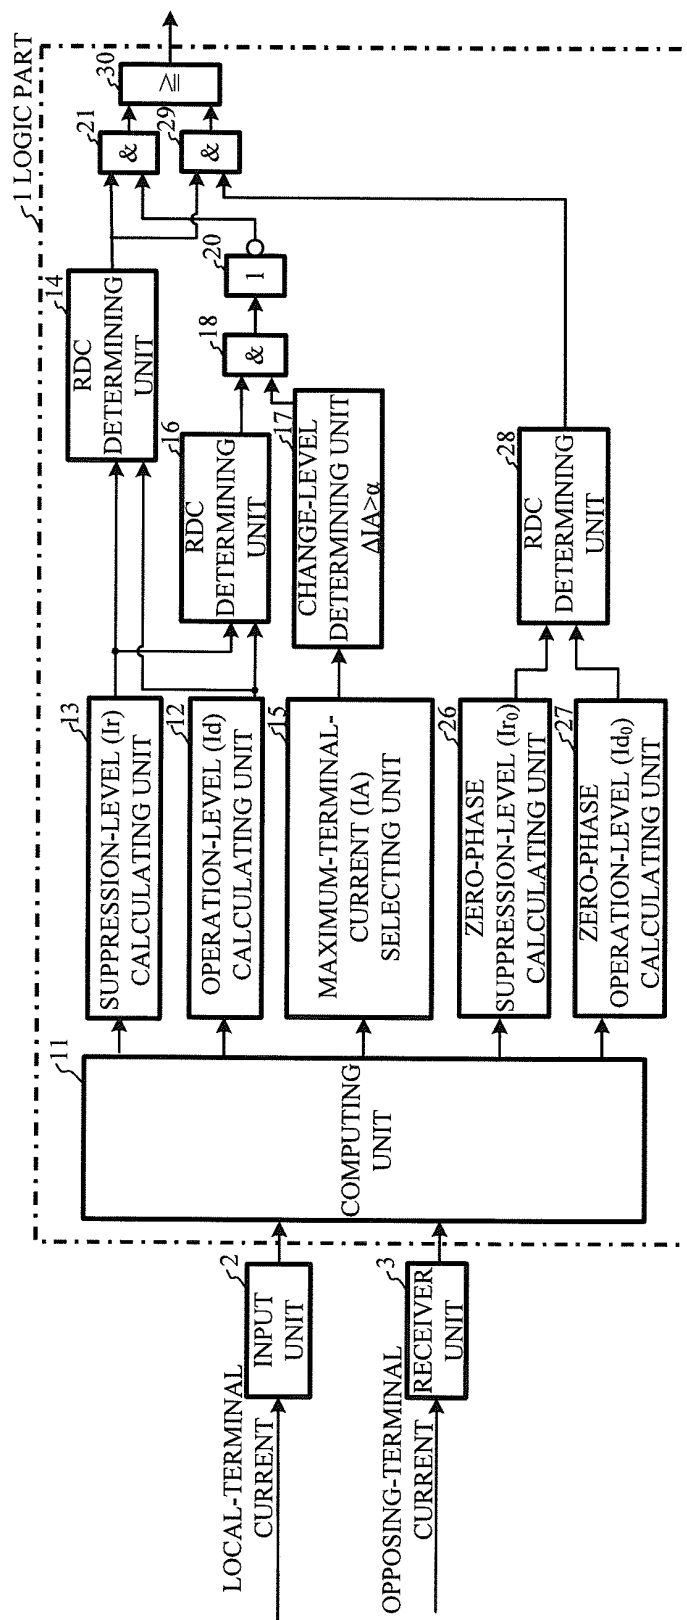 1 LOGIC PART
LOCAL-TERMINAL
CURRENT
2
INPUT
UNIT
OPPOSING-TERMINAL
CURRENT
3
RECEIVER
UNIT
11
COMPUTING
UNIT
13
SUPPRESSION-LEVEL (Ir)
CALCULATING UNIT
12
OPERATION-LEVEL (Id)
CALCULATING UNIT
15
MAXIMUM-TERMINAL-
CURRENT (IA)
SELECTING UNIT
26
ZERO-PHASE
SUPPRESSION-LEVEL (Ir₀)
CALCULATING UNIT
27
ZERO-PHASE
OPERATION-LEVEL (Id₀)
CALCULATING UNIT
14
RDC
DETERMINING
UNIT
16
RDC
DETERMINING
UNIT
17
CHANGE-LEVEL
DETERMINING UNIT
ΔIA>α
28
RDC
DETERMINING
UNIT
18
&
20
1
21
&
29
&
30
≧